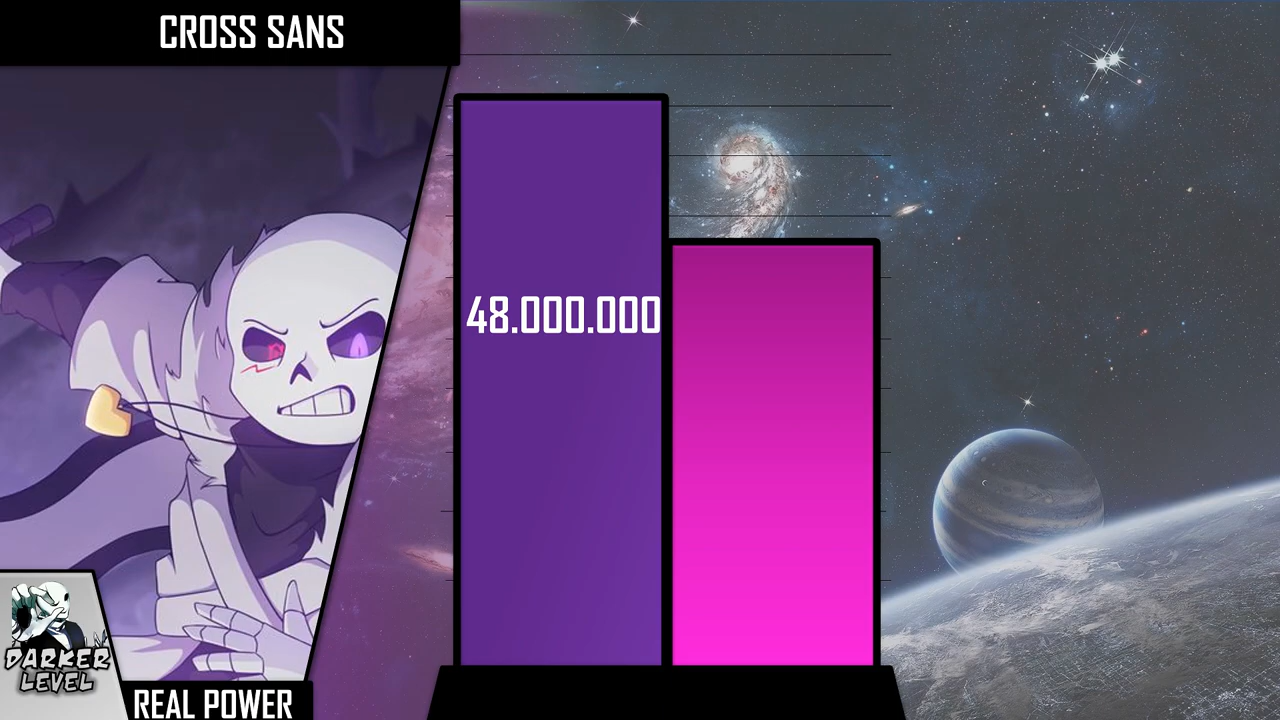 CROSS SANS
48.000.000
DARKER
LEVEL
REAL POWER